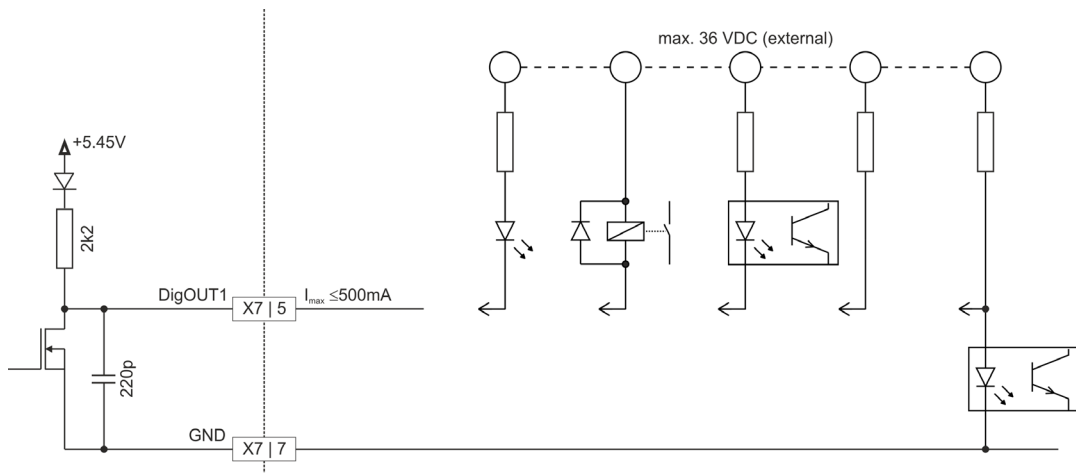 max. 36 VDC (external)
+5.45V
2k2
DigOUT1
X7 | 5
Imax ≤500mA
220p
GND
X7 | 7